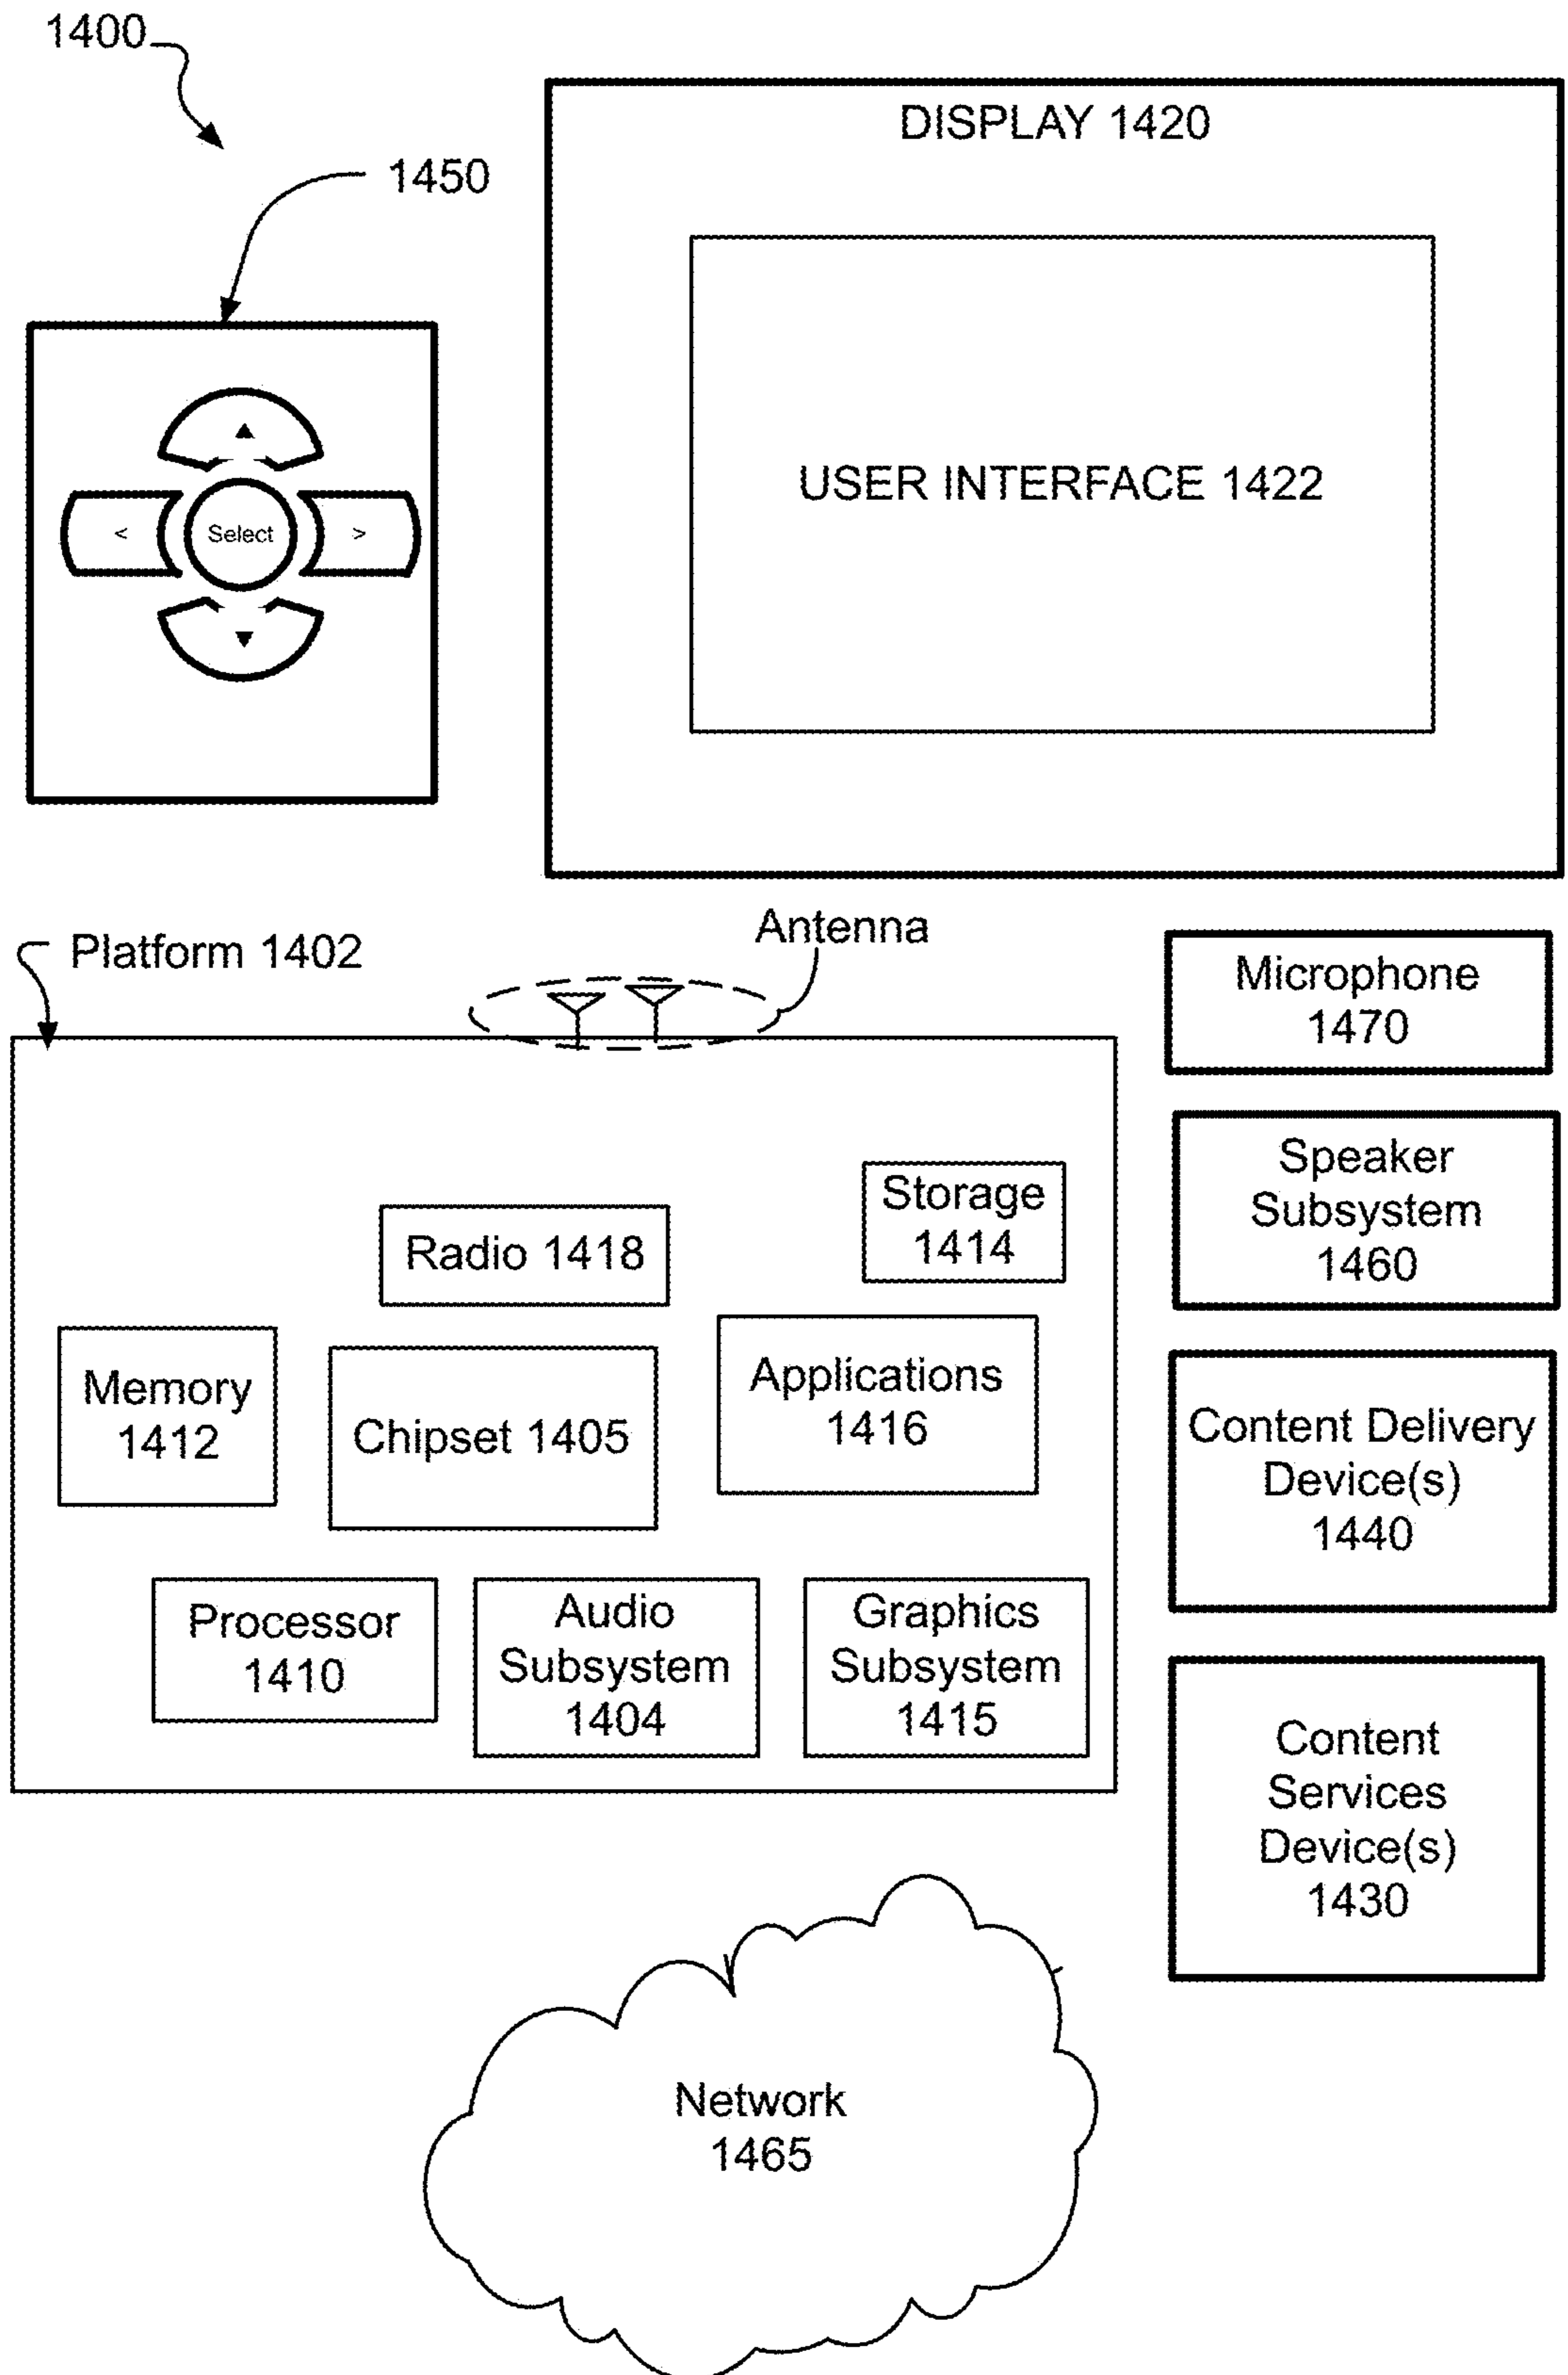 1400
1450
DISPLAY 1420
USER INTERFACE 1422
<
Select
>
Platform 1402
Antenna
Microphone
1470
Speaker
Subsystem
1460
Storage
1414
Radio 1418
Memory
1412
Chipset 1405
Applications
1416
Content Delivery
Device(s)
1440
Processor
1410
Audio
Subsystem
1404
Graphics
Subsystem
1415
Content
Services
Device(s)
1430
Network
1465